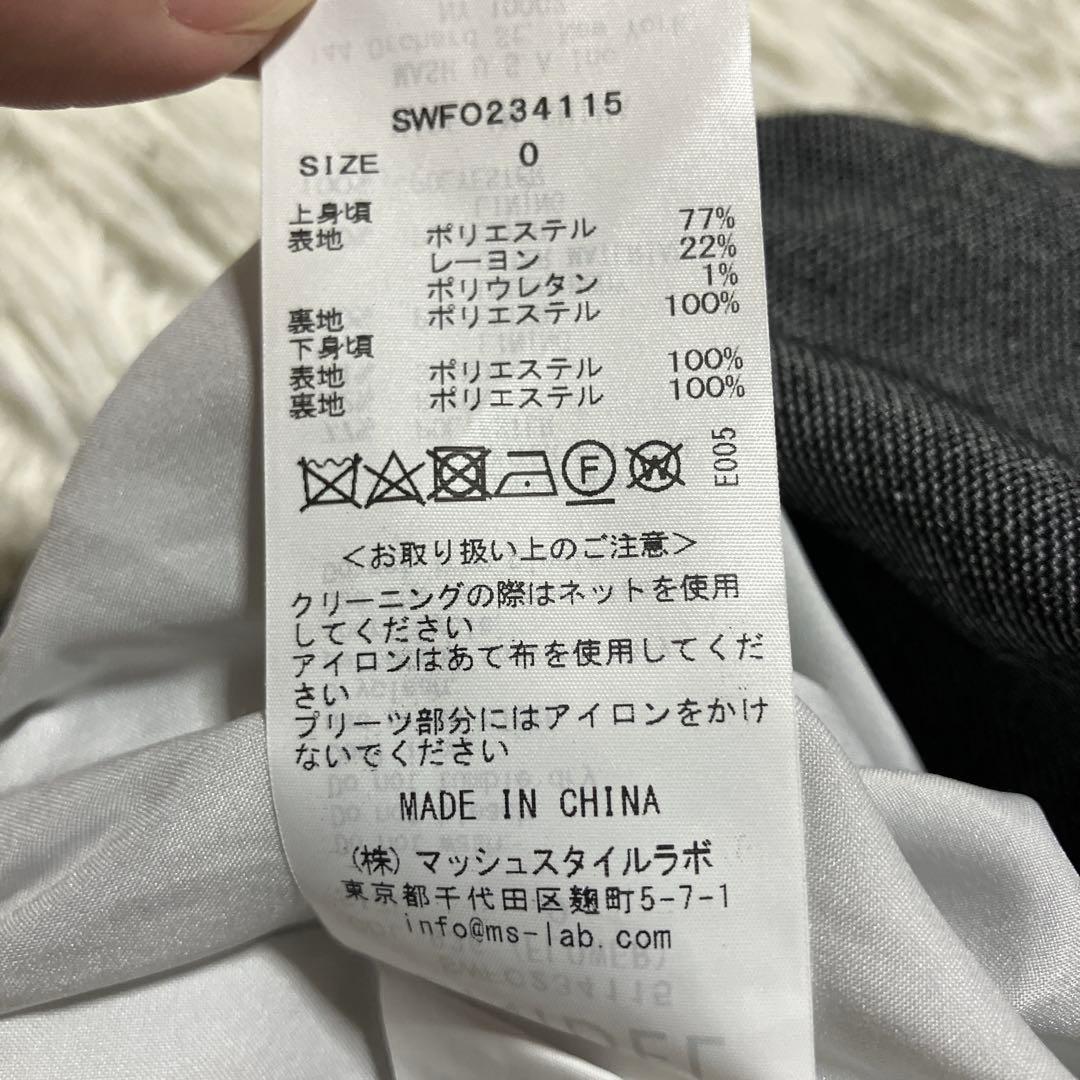 SWFO234115
SIZE 0
上身頃
表地 ポリエステル 77%
レーヨン 22%
ポリウレタン 1%
裏地 ポリエステル 100%
下身頃
表地 ポリエステル 100%
裏地 ポリエステル 100%
F W E005
<お取り扱い上のご注意>
クリーニングの際はネットを使用
してください
アイロンはあて布を使用してくだ
さい
プリーツ部分にはアイロンをかけ
ないでください
MADE IN CHINA
(株)マッシュスタイルラボ
東京都千代田区麹町5-7-1
info@ms-lab.com